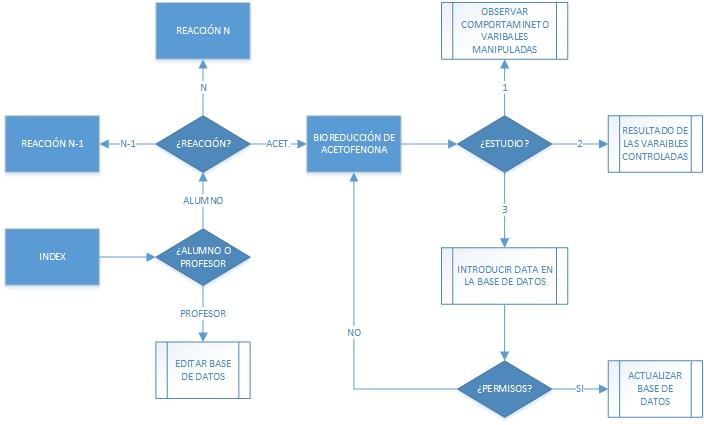 REACCIÓN N
OBSERVAR
COMPORTAMINETO
VARIBALES
MANIPULADAS
N
1
REACCIÓN N-1
N-1
¿REACCIÓN?
ACET.
BIOREDUCCIÓN DE
ACETOFENONA
¿ESTUDIO?
2
RESULTADO DE
LAS VARAIBLES
CONTROLADAS
ALUMNO
3
INDEX
¿ALUMNO O
PROFESOR
INTRODUCIR DATA EN
LA BASE DE DATOS
PROFESOR
NO
EDITAR BASE
DE DATOS
¿PERMISOS?
SI
ACTUALIZAR
BASE DE
DATOS